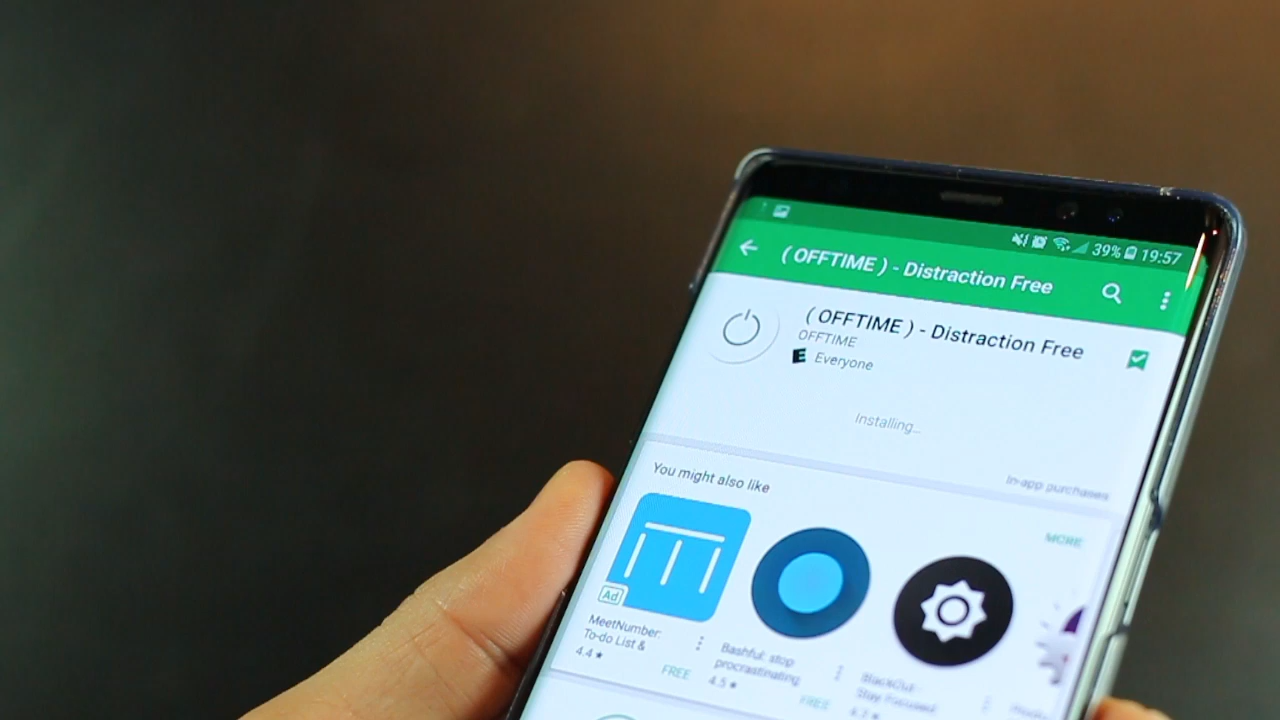 39% 19:57
( OFFTIME ) - Distraction Free
( OFFTIME ) - Distraction Free
OFFTIME
E Everyone
Installing...
In-app purchases
You might also like
MORE
Ad
MeetNumber:
To-do List &
4.4 ★
FREE
Bashful: stop
procrastinating
4.5 ★
FREE
BlackOut -
Stay Focused